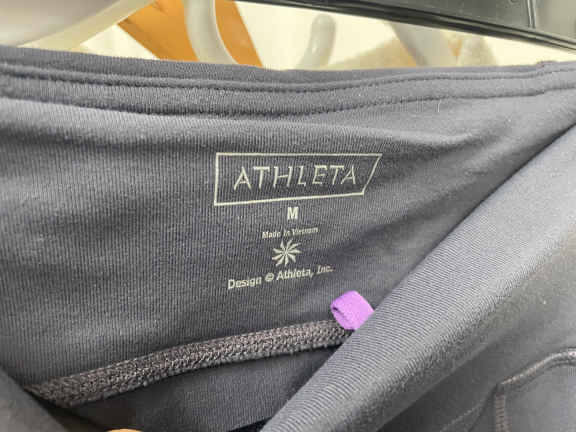 ATHLETA
M
Made In Vietnam
Design © Athleta, Inc.